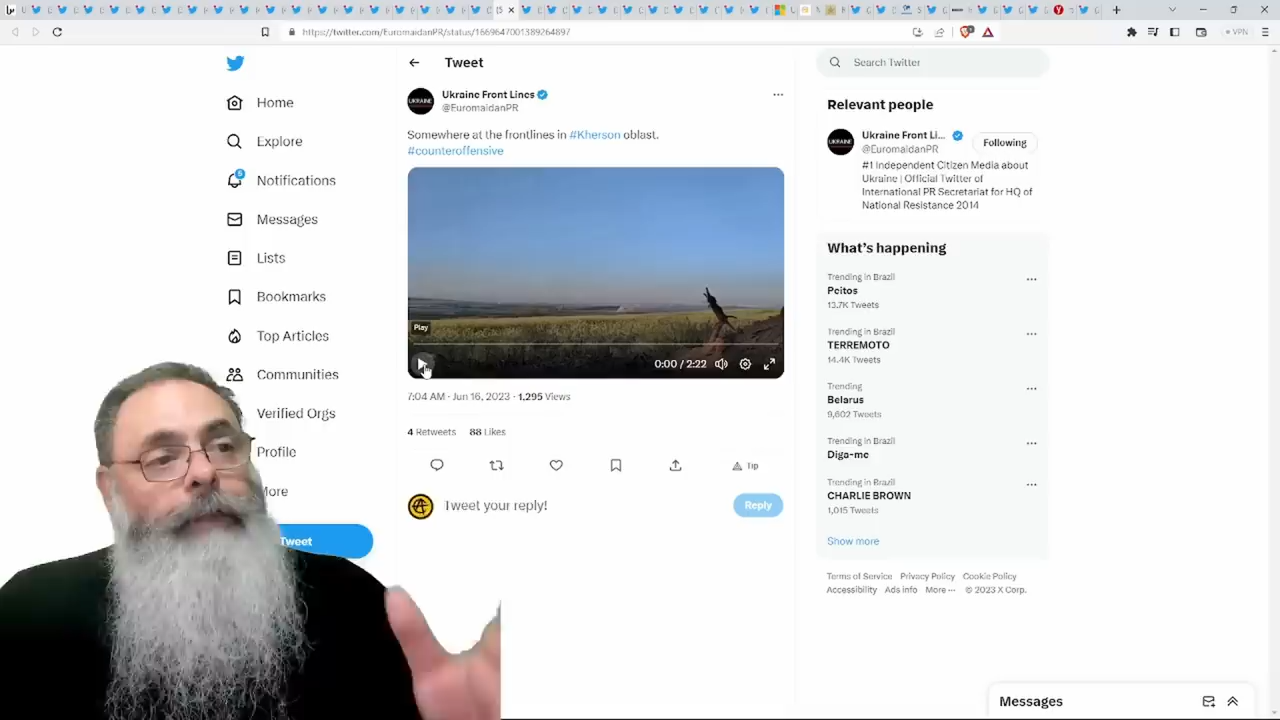 https://twitter.com/EuromaidanPR/status/1669647001389264897
VPN
Home
Explore
5
Notifications
Messages
Lists
Bookmarks
Top Articles
Communities
Verified Orgs
Profile
More
Tweet
Tweet
UKRAINE
Ukraine Front Lines
@EuromaidanPR
Somewhere at the frontlines in #Kherson oblast.
#counteroffensive
Play
0:00 / 2:22
7:04 AM · Jun 16, 2023 · 1,295 Views
4 Retweets 88 Likes
Tip
Tweet your reply!
Reply
Search Twitter
Relevant people
UKRAINE
Ukraine Front Li...
@EuromaidanPR
Following
#1 Independent Citizen Media about
Ukraine | Official Twitter of
International PR Secretariat for HQ of
National Resistance 2014
What's happening
Trending in Brazil
Peitos
13.7K Tweets
Trending in Brazil
TERREMOTO
14.4K Tweets
Trending
Belarus
9,602 Tweets
Trending in Brazil
Diga-me
Trending in Brazil
CHARLIE BROWN
1,015 Tweets
Show more
Terms of Service Privacy Policy Cookie Policy
Accessibility Ads info More ··· © 2023 X Corp.
Messages